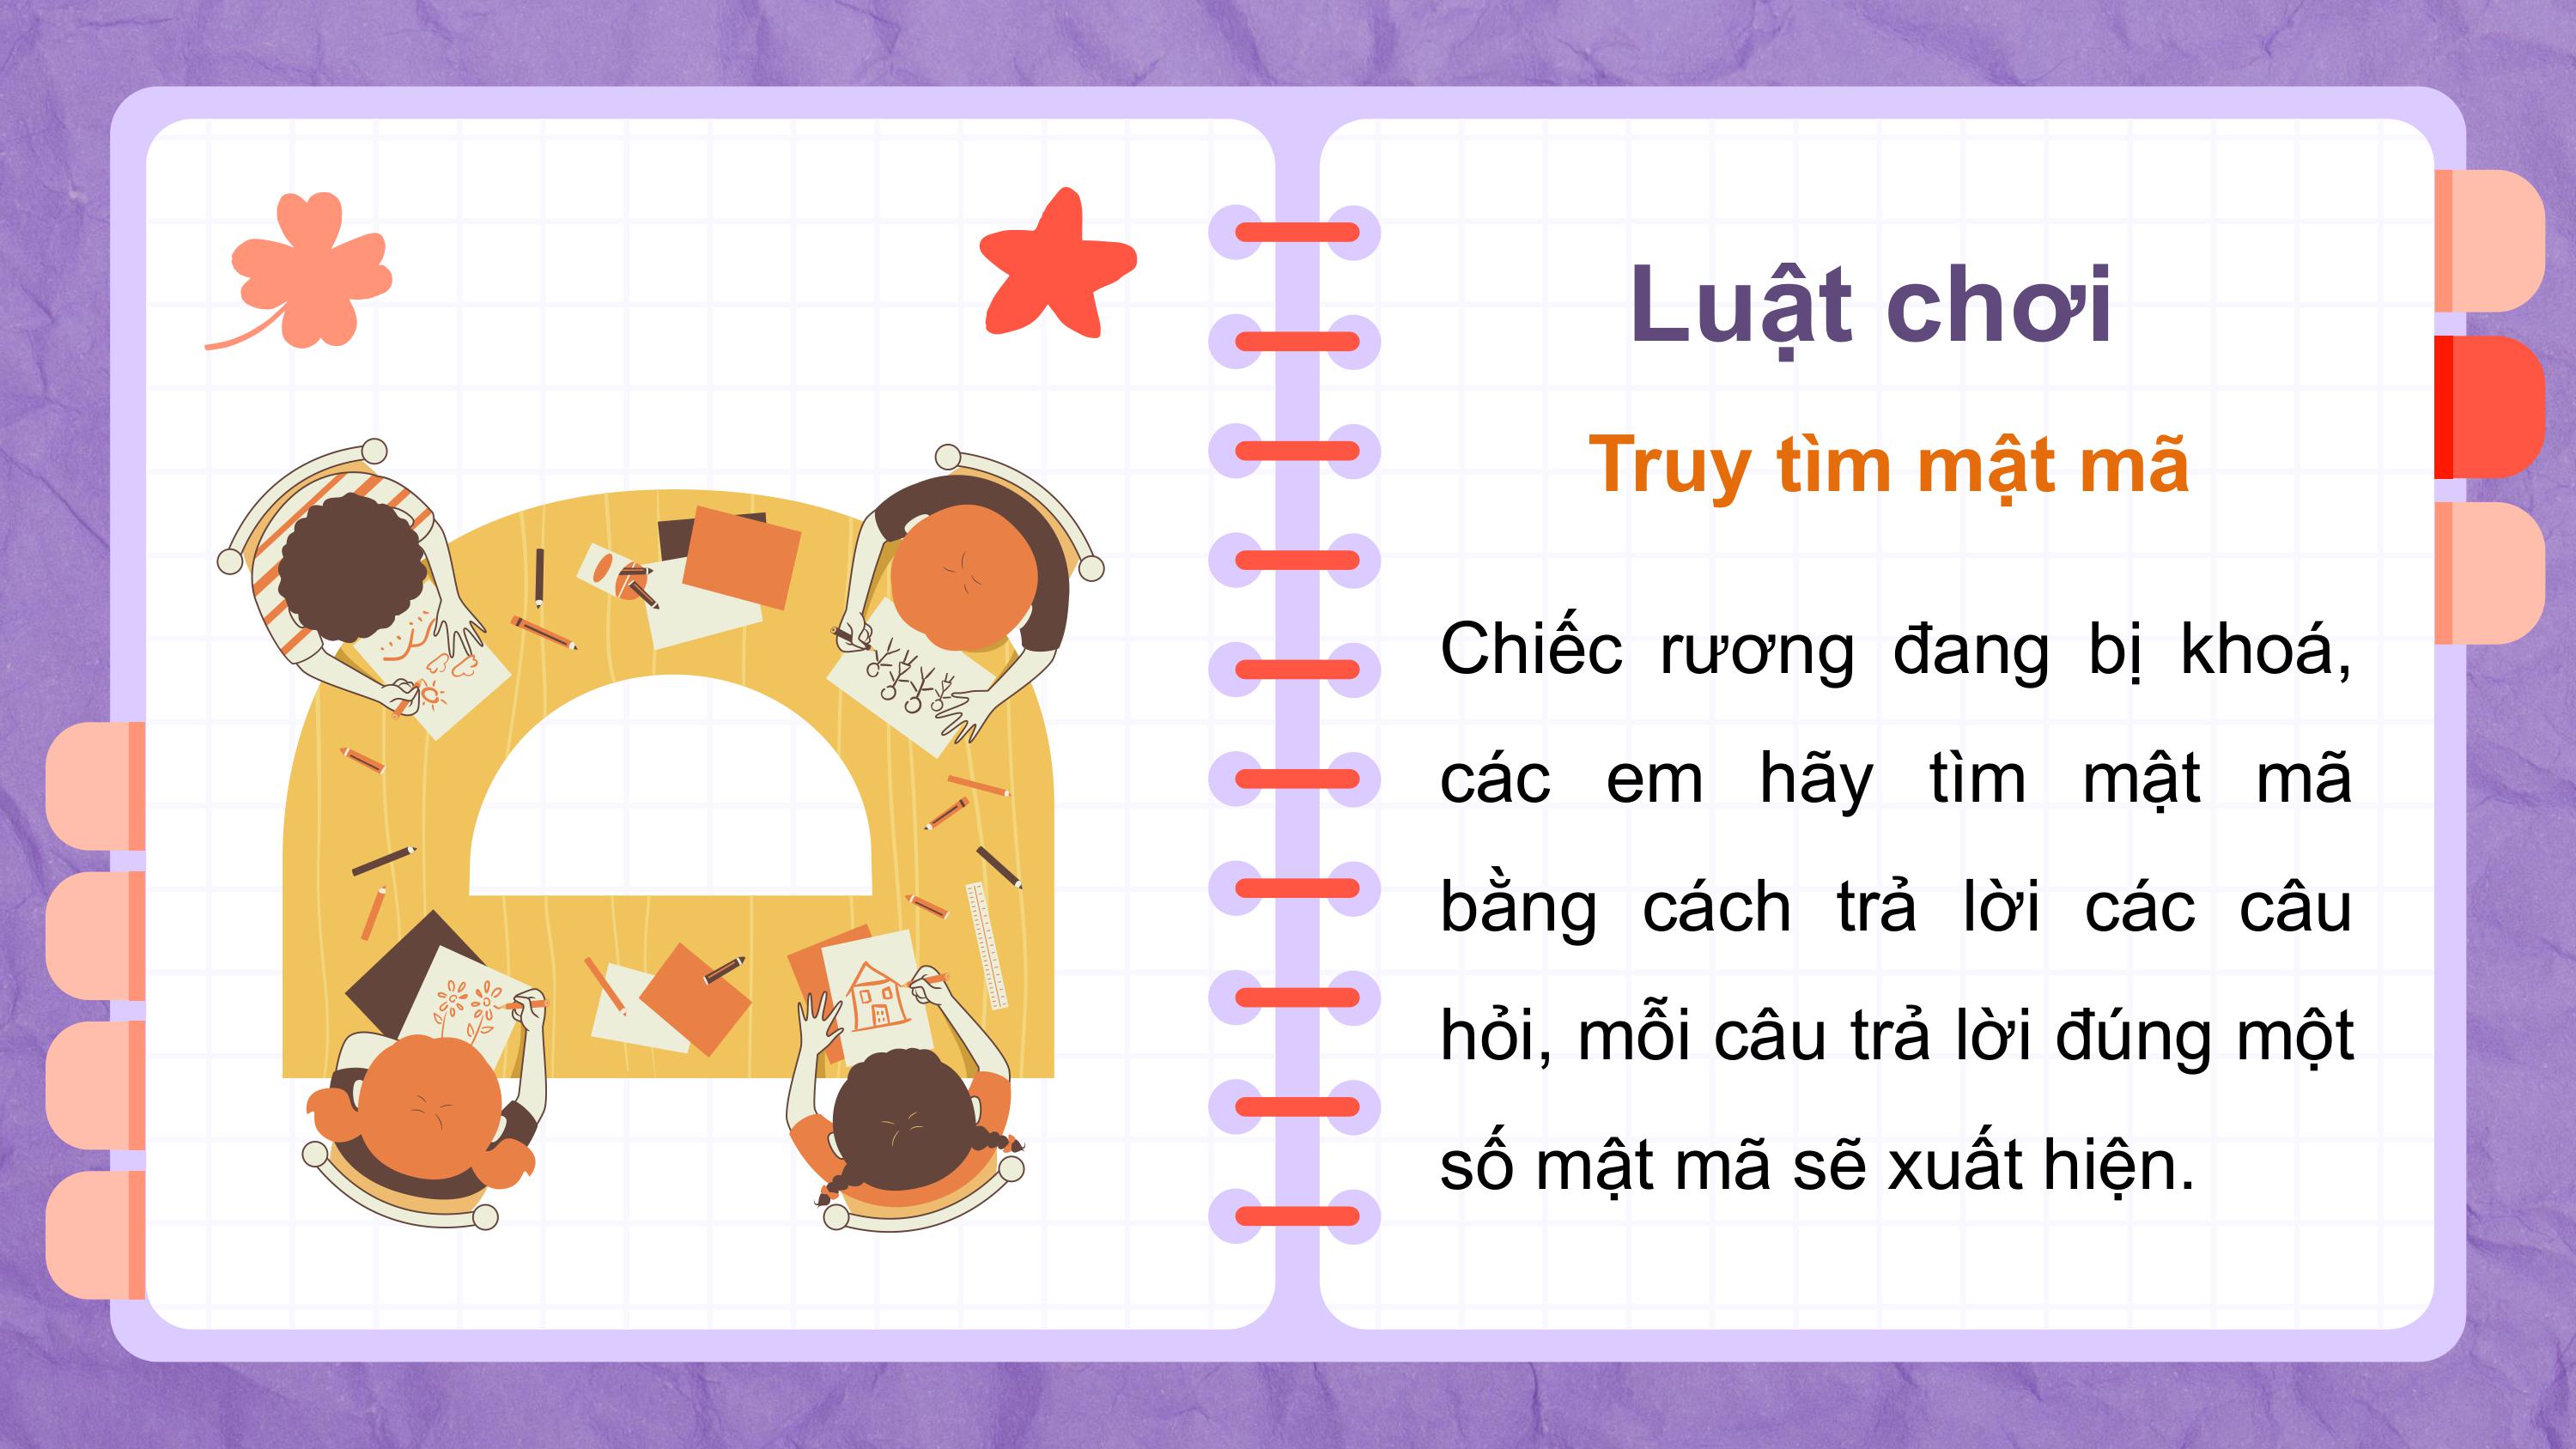 Luật chơi
Truy tìm mật mã
Chiếc rương đang bị khoá,
các em hãy tìm mật mã
bằng cách trả lời các câu
hỏi, mỗi câu trả lời đúng một
số mật mã sẽ xuất hiện.